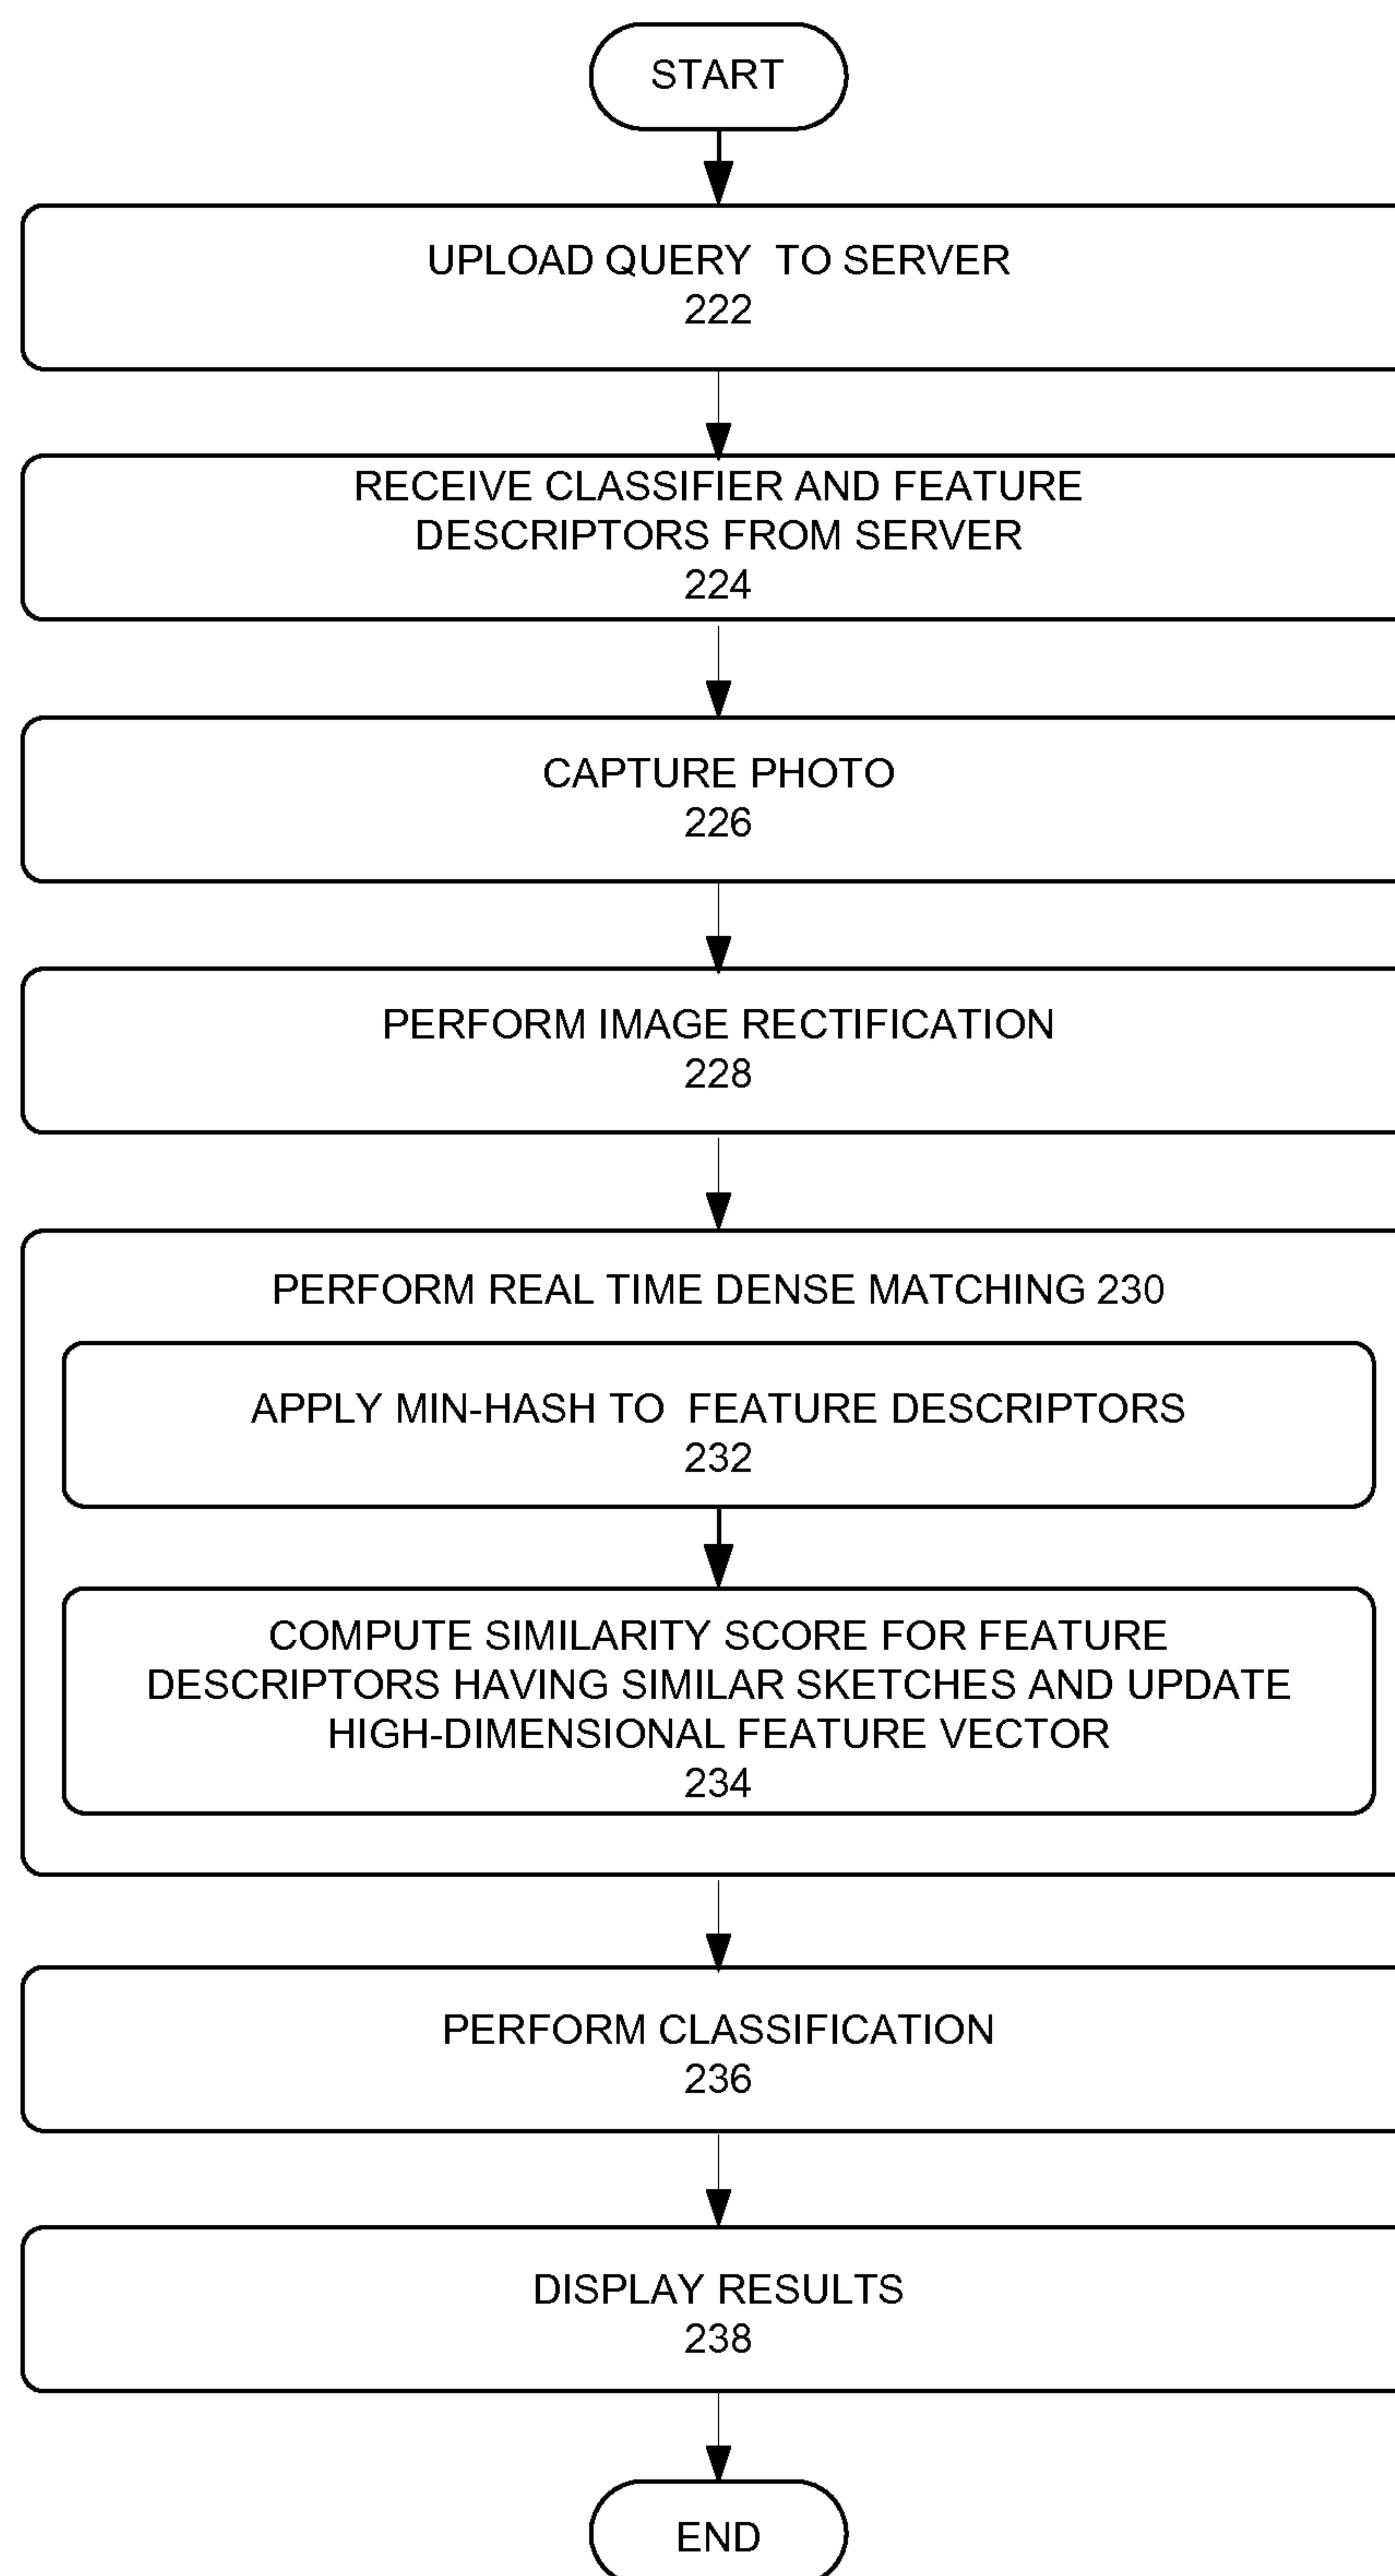 START
UPLOAD QUERY TO SERVER
222
RECEIVE CLASSIFIER AND FEATURE
DESCRIPTORS FROM SERVER
224
CAPTURE PHOTO
226
PERFORM IMAGE RECTIFICATION
228
PERFORM REAL TIME DENSE MATCHING 230
APPLY MIN-HASH TO FEATURE DESCRIPTORS
232
COMPUTE SIMILARITY SCORE FOR FEATURE
DESCRIPTORS HAVING SIMILAR SKETCHES AND UPDATE
HIGH-DIMENSIONAL FEATURE VECTOR
234
PERFORM CLASSIFICATION
236
DISPLAY RESULTS
238
END